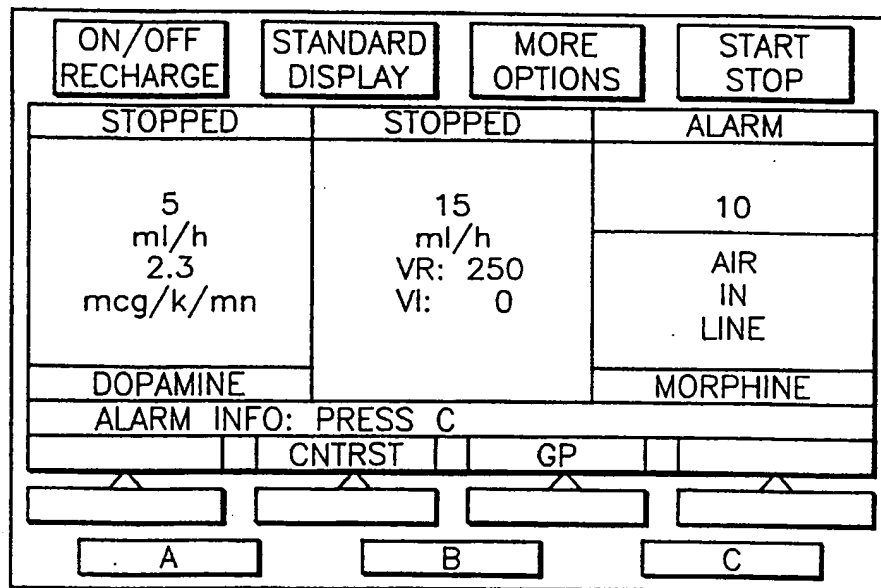 ON/OFF
RECHARGE
STANDARD
DISPLAY
MORE
OPTIONS
START
STOP
STOPPED
5
ml/h
2.3
mcg/k/mn
DOPAMINE
STOPPED
15
ml/h
VR: 250
VI: 0
ALARM
10
AIR
IN
LINE
MORPHINE
ALARM INFO: PRESS C
CNTRST
GP
A
B
C